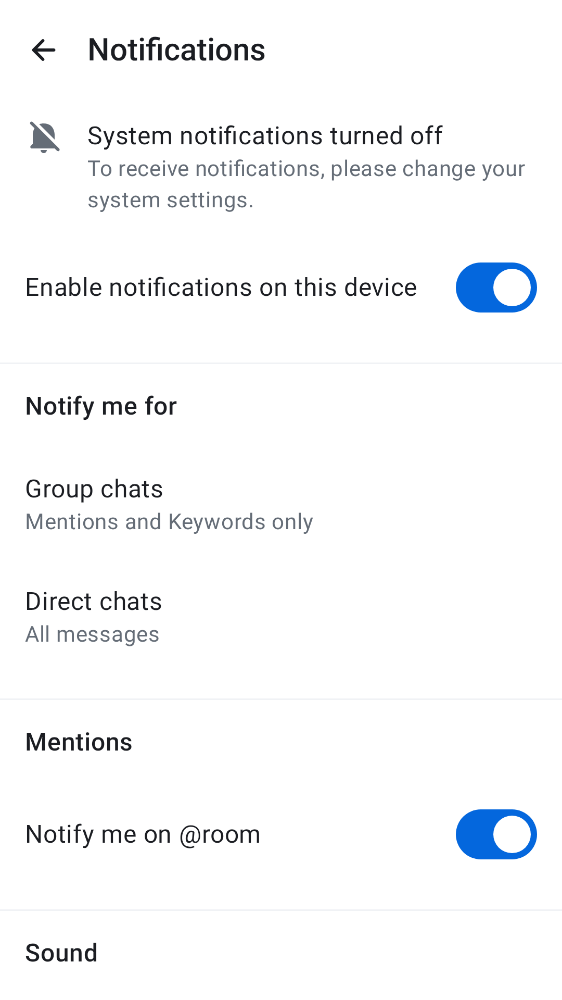 Notifications
System notifications turned off
To receive notifications, please change your
system settings.
Enable notifications on this device
Notify me for
Group chats
Mentions and Keywords only
Direct chats
All messages
Mentions
Notify me on @room
Sound